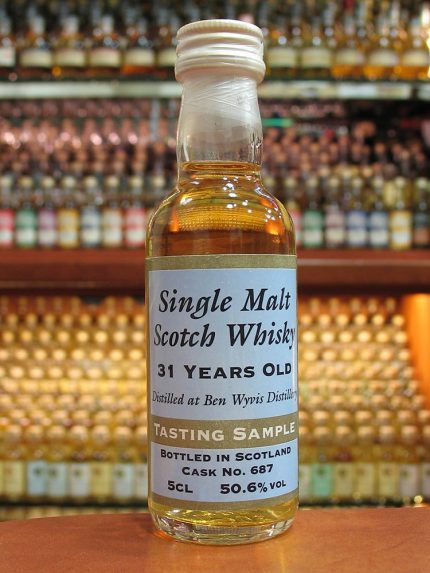 Single Malt
Scotch Whisky
31 Years Old
Distilled at Ben Wyvis Distillery
Tasting Sample
Bottled in Scotland
Cask No. 687
5cl 50.6% vol